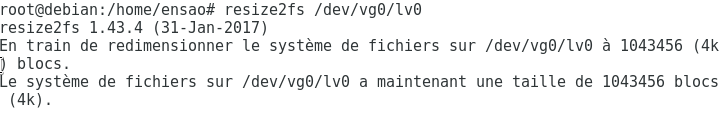 root@debian:/home/ensao# resize2fs /dev/vg0/lv0
resize2fs 1.43.4 (31-Jan-2017)
En train de redimensionner le système de fichiers sur /dev/vg0/lv0 à 1043456 (4k
) blocs.
Le système de fichiers sur /dev/vg0/lv0 a maintenant une taille de 1043456 blocs
 (4k).